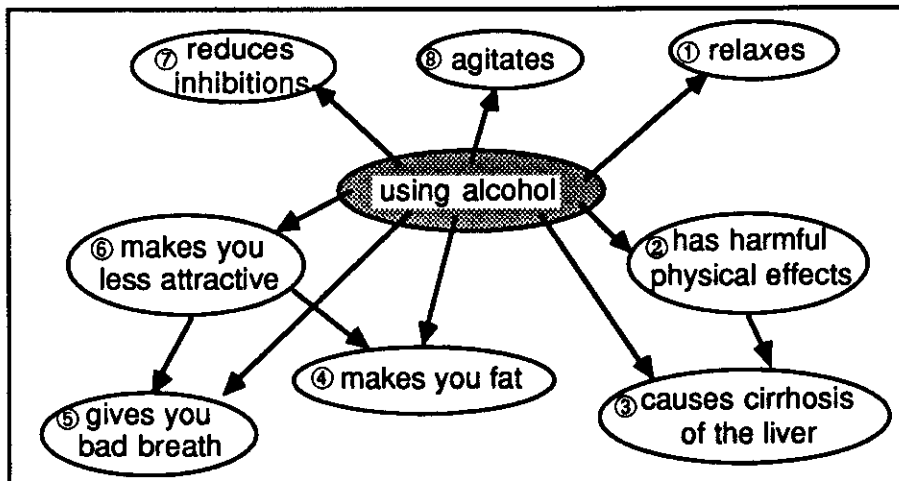 ⑦ reduces
inhibitions
⑧ agitates
① relaxes
using alcohol
⑥ makes you
less attractive
② has harmful
physical effects
④ makes you fat
⑤ gives you
bad breath
③ causes cirrhosis
of the liver